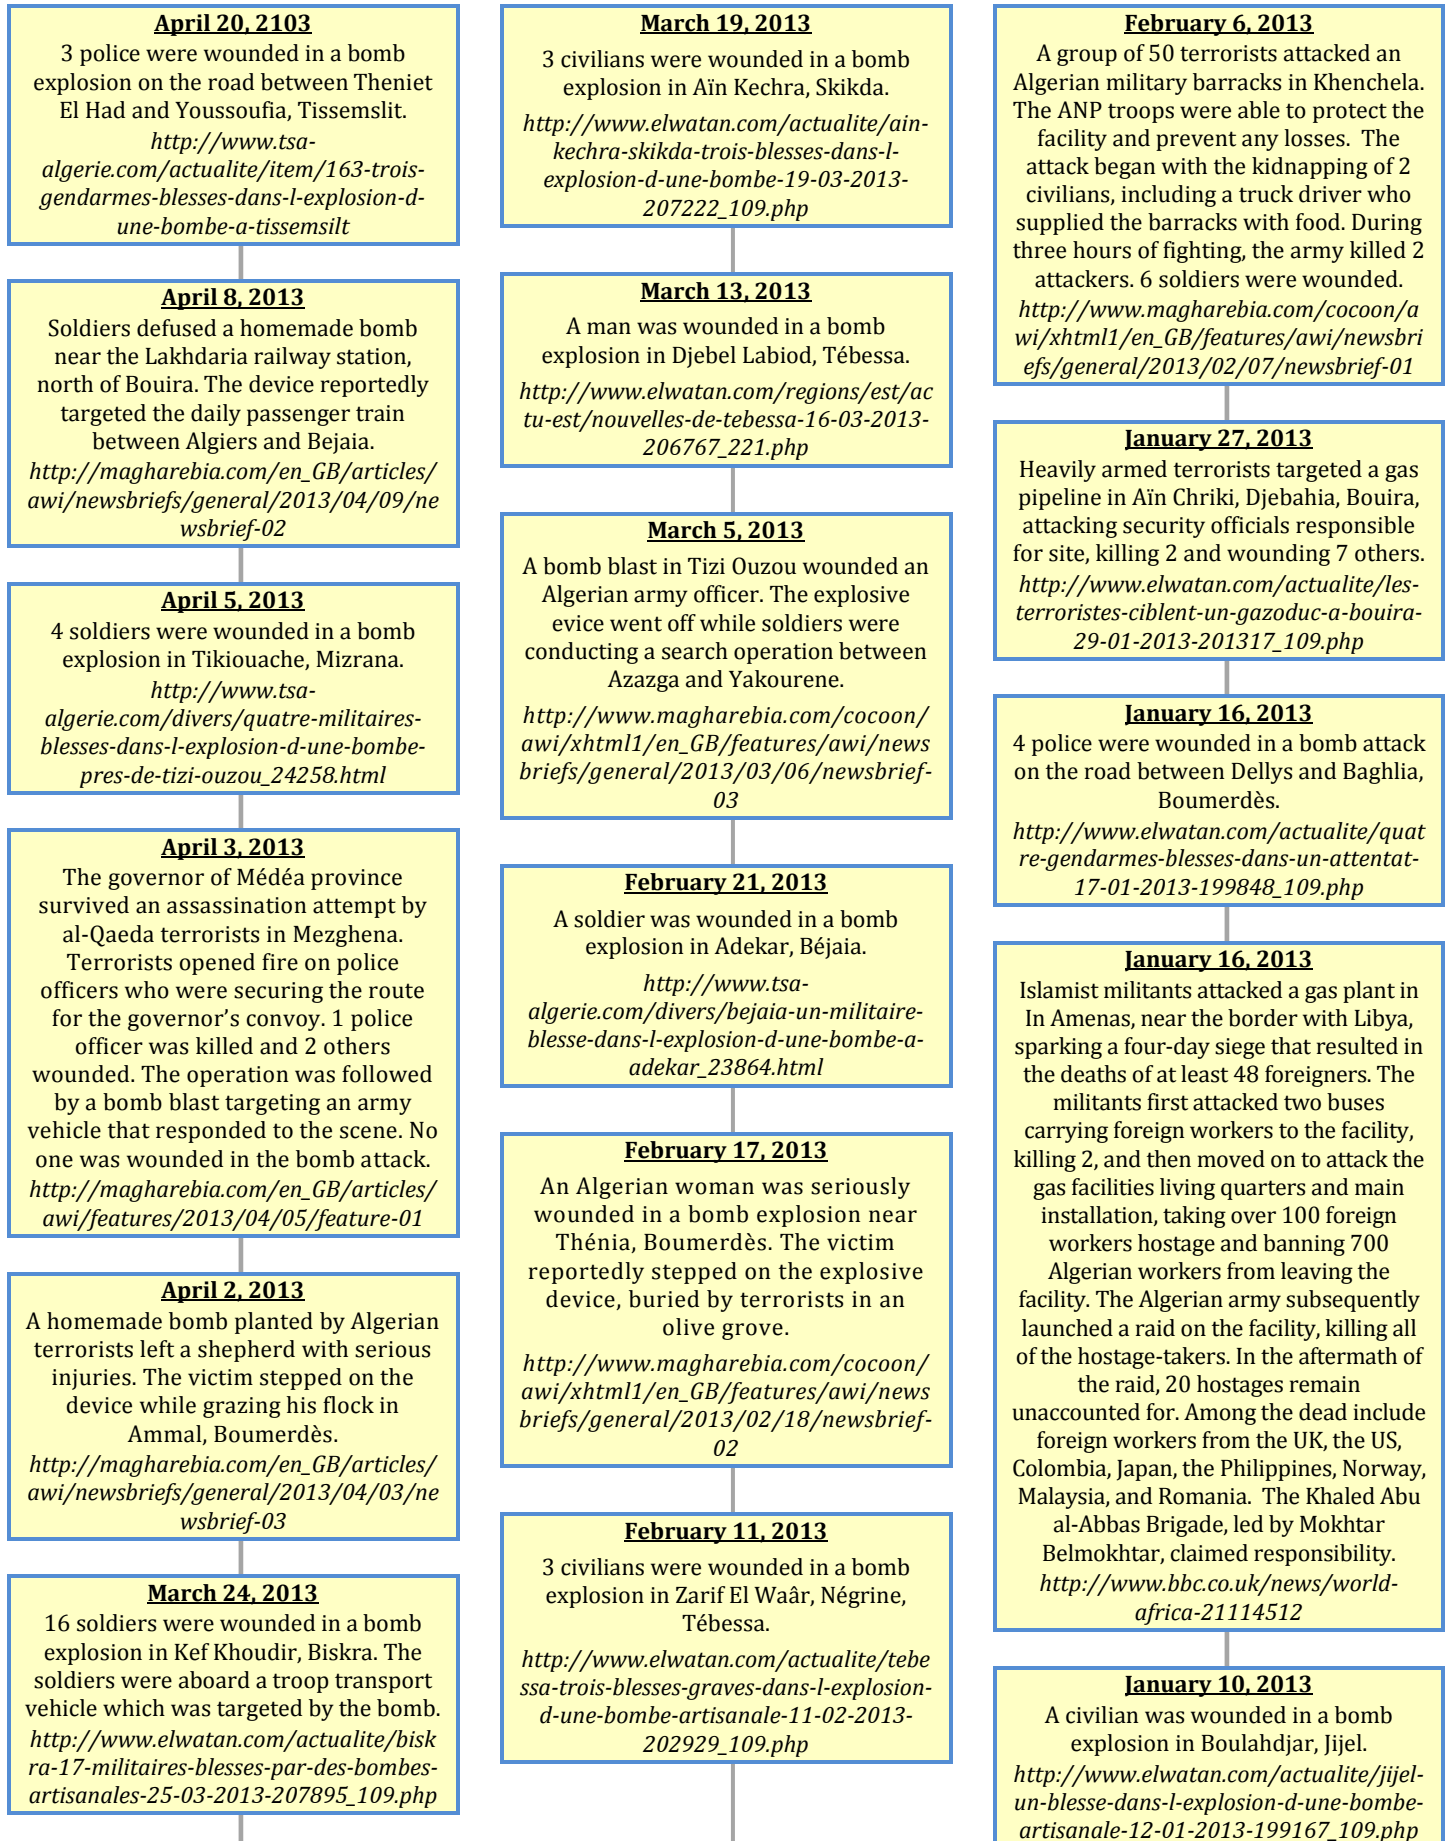 April 20, 2103
3 police were wounded in a bomb
explosion on the road between Theniet
El Had and Youssoufia, Tissemslit.
http://www.tsa-
algerie.com/actualite/item/163-trois-
gendarmes-blesses-dans-l-explosion-d-
une-bombe-a-tissemsilt
April 8, 2013
Soldiers defused a homemade bomb
near the Lakhdaria railway station,
north of Bouira. The device reportedly
targeted the daily passenger train
between Algiers and Bejaia.
http://magharebia.com/en_GB/articles/
awi/newsbriefs/general/2013/04/09/ne
wsbrief-02
April 5, 2013
4 soldiers were wounded in a bomb
explosion in Tikiouache, Mizrana.
http://www.tsa-
algerie.com/divers/quatre-militaires-
blesses-dans-l-explosion-d-une-bombe-
pres-de-tizi-ouzou_24258.html
April 3, 2013
The governor of Médéa province
survived an assassination attempt by
al-Qaeda terrorists in Mezghena.
Terrorists opened fire on police
officers who were securing the route
for the governor’s convoy. 1 police
officer was killed and 2 others
wounded. The operation was followed
by a bomb blast targeting an army
vehicle that responded to the scene. No
one was wounded in the bomb attack.
http://magharebia.com/en_GB/articles/
awi/features/2013/04/05/feature-01
April 2, 2013
A homemade bomb planted by Algerian
terrorists left a shepherd with serious
injuries. The victim stepped on the
device while grazing his flock in
Ammal, Boumerdès.
http://magharebia.com/en_GB/articles/
awi/newsbriefs/general/2013/04/03/ne
wsbrief-03
March 24, 2013
16 soldiers were wounded in a bomb
explosion in Kef Khoudir, Biskra. The
soldiers were aboard a troop transport
vehicle which was targeted by the bomb.
http://www.elwatan.com/actualite/bisk
ra-17-militaires-blesses-par-des-bombes-
artisanales-25-03-2013-207895_109.php
March 19, 2013
3 civilians were wounded in a bomb
explosion in Aïn Kechra, Skikda.
http://www.elwatan.com/actualite/ain-
kechra-skikda-trois-blesses-dans-l-
explosion-d-une-bombe-19-03-2013-
207222_109.php
March 13, 2013
A man was wounded in a bomb
explosion in Djebel Labiod, Tébessa.
http://www.elwatan.com/regions/est/ac
tu-est/nouvelles-de-tebessa-16-03-2013-
206767_221.php
March 5, 2013
A bomb blast in Tizi Ouzou wounded an
Algerian army officer. The explosive
evice went off while soldiers were
conducting a search operation between
Azazga and Yakourene.
http://www.magharebia.com/cocoon/
awi/xhtml1/en_GB/features/awi/news
briefs/general/2013/03/06/newsbrief-
03
February 21, 2013
A soldier was wounded in a bomb
explosion in Adekar, Béjaia.
http://www.tsa-
algerie.com/divers/bejaia-un-militaire-
blesse-dans-l-explosion-d-une-bombe-a-
adekar_23864.html
February 17, 2013
An Algerian woman was seriously
wounded in a bomb explosion near
Thénia, Boumerdès. The victim
reportedly stepped on the explosive
device, buried by terrorists in an
olive grove.
http://www.magharebia.com/cocoon/
awi/xhtml1/en_GB/features/awi/news
briefs/general/2013/02/18/newsbrief-
02
February 11, 2013
3 civilians were wounded in a bomb
explosion in Zarif El Waâr, Négrine,
Tébessa.
http://www.elwatan.com/actualite/tebe
ssa-trois-blesses-graves-dans-l-explosion-
d-une-bombe-artisanale-11-02-2013-
202929_109.php
February 6, 2013
A group of 50 terrorists attacked an
Algerian military barracks in Khenchela.
The ANP troops were able to protect the
facility and prevent any losses.  The
attack began with the kidnapping of 2
civilians, including a truck driver who
supplied the barracks with food. During
three hours of fighting, the army killed 2
attackers. 6 soldiers were wounded.
http://www.magharebia.com/cocoon/a
wi/xhtml1/en_GB/features/awi/newsbri
efs/general/2013/02/07/newsbrief-01
January 27, 2013
Heavily armed terrorists targeted a gas
pipeline in Aïn Chriki, Djebahia, Bouira,
attacking security officials responsible
for site, killing 2 and wounding 7 others.
http://www.elwatan.com/actualite/les-
terroristes-ciblent-un-gazoduc-a-bouira-
29-01-2013-201317_109.php
January 16, 2013
4 police were wounded in a bomb attack
on the road between Dellys and Baghlia,
Boumerdès.
http://www.elwatan.com/actualite/quat
re-gendarmes-blesses-dans-un-attentat-
17-01-2013-199848_109.php
January 16, 2013
Islamist militants attacked a gas plant in
In Amenas, near the border with Libya,
sparking a four-day siege that resulted in
the deaths of at least 48 foreigners. The
militants first attacked two buses
carrying foreign workers to the facility,
killing 2, and then moved on to attack the
gas facilities living quarters and main
installation, taking over 100 foreign
workers hostage and banning 700
Algerian workers from leaving the
facility. The Algerian army subsequently
launched a raid on the facility, killing all
of the hostage-takers. In the aftermath of
the raid, 20 hostages remain
unaccounted for. Among the dead include
foreign workers from the UK, the US,
Colombia, Japan, the Philippines, Norway,
Malaysia, and Romania.  The Khaled Abu
al-Abbas Brigade, led by Mokhtar
Belmokhtar, claimed responsibility.
http://www.bbc.co.uk/news/world-
africa-21114512
January 10, 2013
A civilian was wounded in a bomb
explosion in Boulahdjar, Jijel.
http://www.elwatan.com/actualite/jijel-
un-blesse-dans-l-explosion-d-une-bombe-
artisanale-12-01-2013-199167_109.php